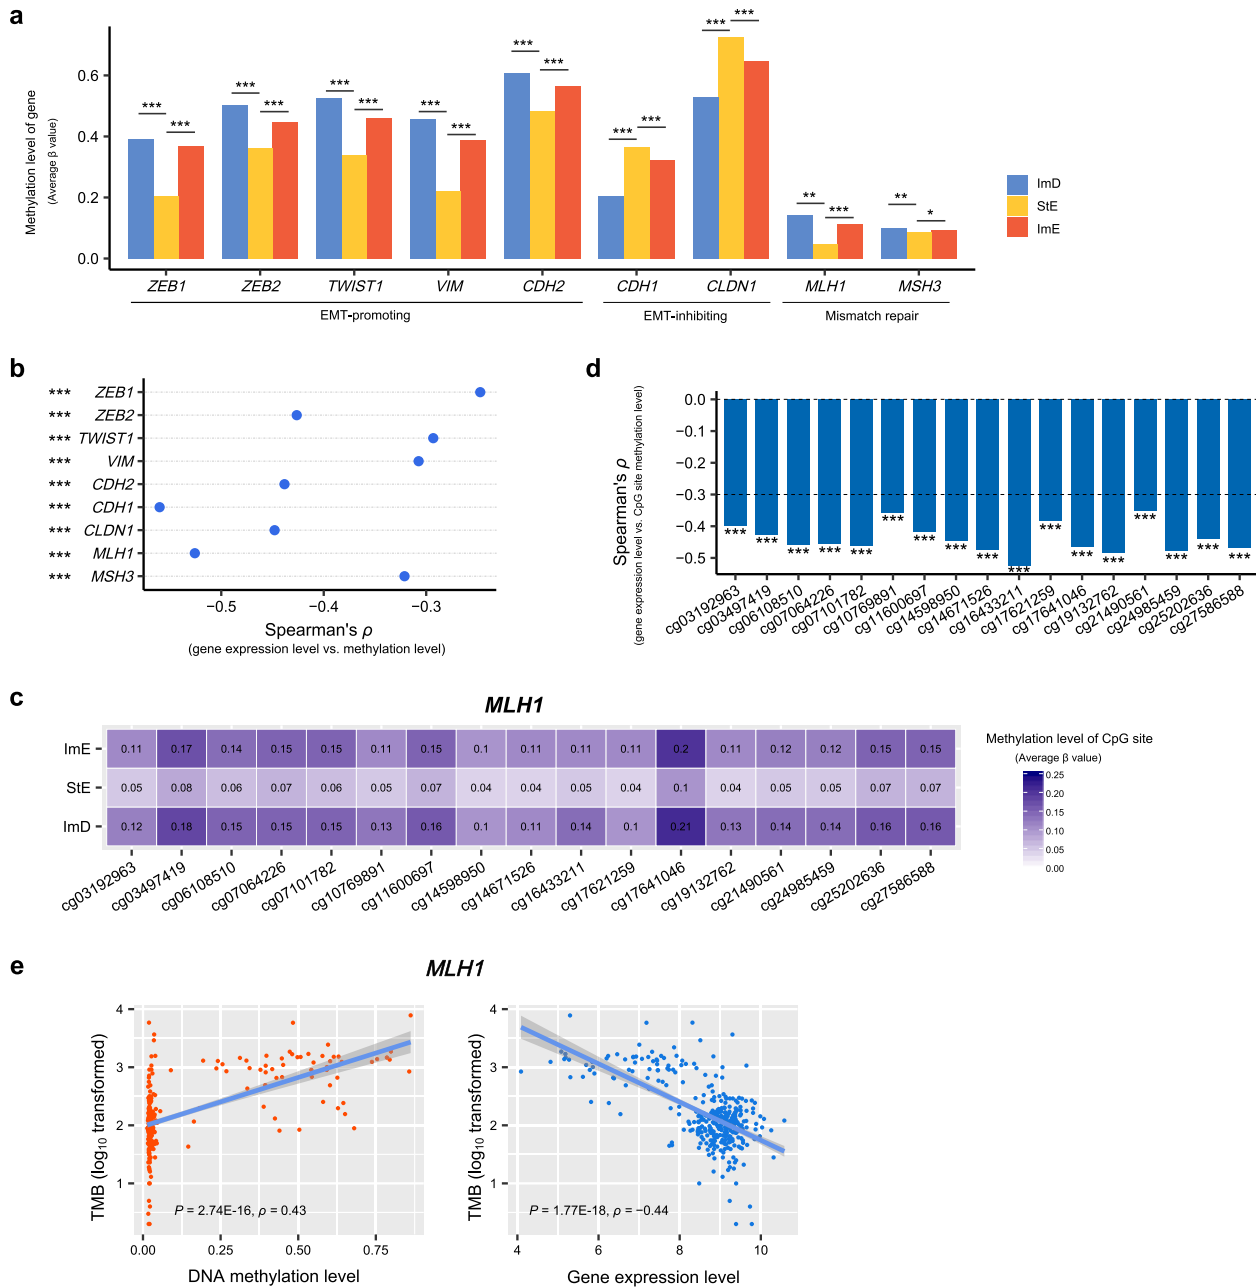 a
Methylation level of gene
(Average β value)
0.6
0.4
0.2
0.0
*** *** *** *** *** *** *** *** *** *** *** *** *** *** ** *** ** *
ZEB1 ZEB2 TWIST1 VIM CDH2 CDH1 CLDN1 MLH1 MSH3
EMT-promoting EMT-inhibiting Mismatch repair
ImD
StE
ImE
b
*** ZEB1
*** ZEB2
*** TWIST1
*** VIM
*** CDH2
*** CDH1
*** CLDN1
*** MLH1
*** MSH3
−0.5 −0.4 −0.3
Spearman's ρ
(gene expression level vs. methylation level)
d
Spearman's ρ
(gene expression level vs. CpG site methylation level)
0.0
−0.1
−0.2
−0.3
−0.4
−0.5
*** *** *** *** *** *** *** *** *** *** *** *** *** *** *** *** ***
cg03192963 cg03497419 cg06108510 cg07064226 cg07101782 cg10769891 cg11600697 cg14598950 cg14671526 cg16433211 cg17621259 cg17641046 cg19132762 cg21490561 cg24985459 cg25202636 cg27586588
c
MLH1
ImE 0.11 0.17 0.14 0.15 0.15 0.11 0.15 0.1 0.11 0.11 0.11 0.2 0.11 0.12 0.12 0.15 0.15
StE 0.05 0.08 0.06 0.07 0.06 0.05 0.07 0.04 0.04 0.05 0.04 0.1 0.04 0.05 0.05 0.07 0.07
ImD 0.12 0.18 0.15 0.15 0.15 0.13 0.16 0.1 0.11 0.14 0.1 0.21 0.13 0.14 0.14 0.16 0.16
cg03192963 cg03497419 cg06108510 cg07064226 cg07101782 cg10769891 cg11600697 cg14598950 cg14671526 cg16433211 cg17621259 cg17641046 cg19132762 cg21490561 cg24985459 cg25202636 cg27586588
Methylation level of CpG site
(Average β value)
0.25
0.20
0.15
0.10
0.05
0.00
e
MLH1
TMB (log10 transformed)
4
3
2
1
P = 2.74E-16, ρ = 0.43
0.00 0.25 0.50 0.75
DNA methylation level
TMB (log10 transformed)
4
3
2
1
P = 1.77E-18, ρ = −0.44
4 6 8 10
Gene expression level